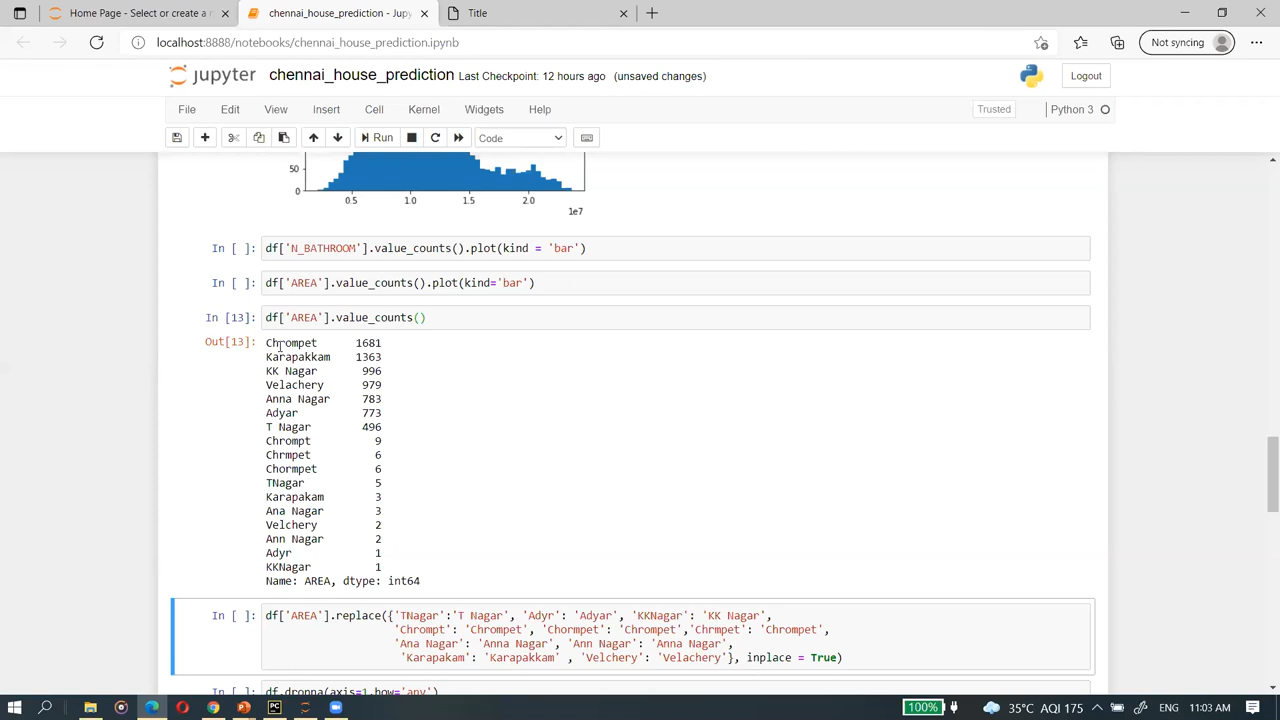 Home Page - Select or create a n
chennai_house_prediction - Jupy
Title
localhost:8888/notebooks/chennai_house_prediction.ipynb
Not syncing
jupyter chennai_house_prediction Last Checkpoint: 12 hours ago (unsaved changes)
Logout
File Edit View Insert Cell Kernel Widgets Help
Trusted
Python 3
Run
Code
50
0
0.5 1.0 1.5 2.0
1e7
In [ ]: df['N_BATHROOM'].value_counts().plot(kind = 'bar')
In [ ]: df['AREA'].value_counts().plot(kind='bar')
In [13]: df['AREA'].value_counts()
Out[13]: Chrompet 1681
Karapakkam 1363
KK Nagar 996
Velachery 979
Anna Nagar 783
Adyar 773
T Nagar 496
Chrompt 9
Chrmpet 6
Chormpet 6
TNagar 5
Karapakam 3
Ana Nagar 3
Velchery 2
Ann Nagar 2
Adyr 1
KKNagar 1
Name: AREA, dtype: int64
In [ ]: df['AREA'].replace({'TNagar':'T Nagar', 'Adyr': 'Adyar', 'KKNagar': 'KK Nagar',
'Chrompt': 'Chrompet', 'Chormpet': 'Chrompet','Chrmpet': 'Chrompet',
'Ana Nagar': 'Anna Nagar', 'Ann Nagar': 'Anna Nagar',
'Karapakam': 'Karapakkam' , 'Velchery': 'Velachery'}, inplace = True)
In [ ]: df.dropna(axis=1,how='any')
100%
35°C AQI 175
ENG
11:03 AM